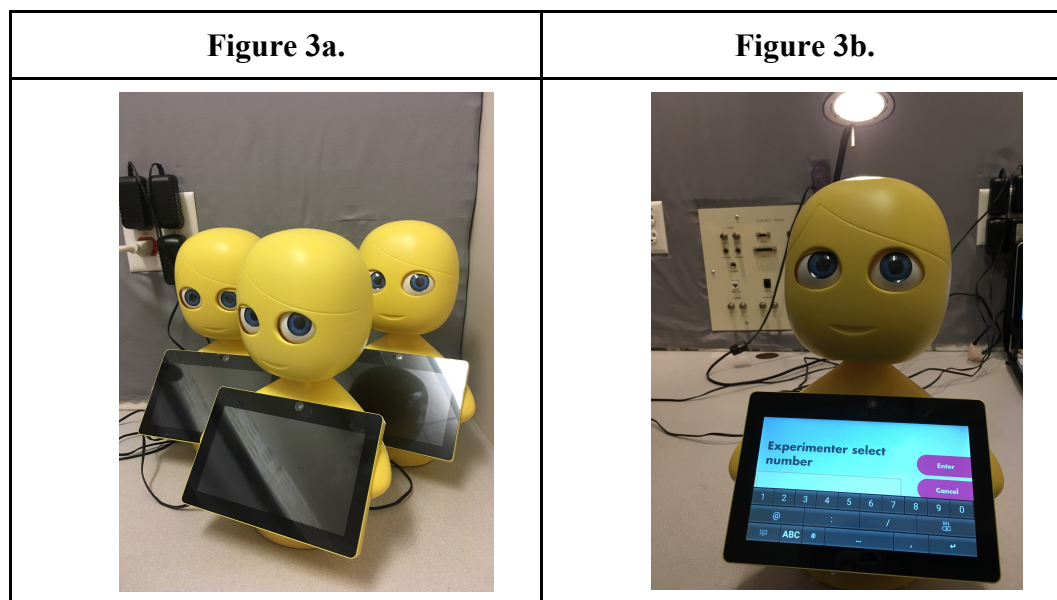 Figure 3a.
Figure 3b.
Experimenter select
number
Enter
Cancel
1 2 3 4 5 6 7 8 9 0
@ : /
ABC
,